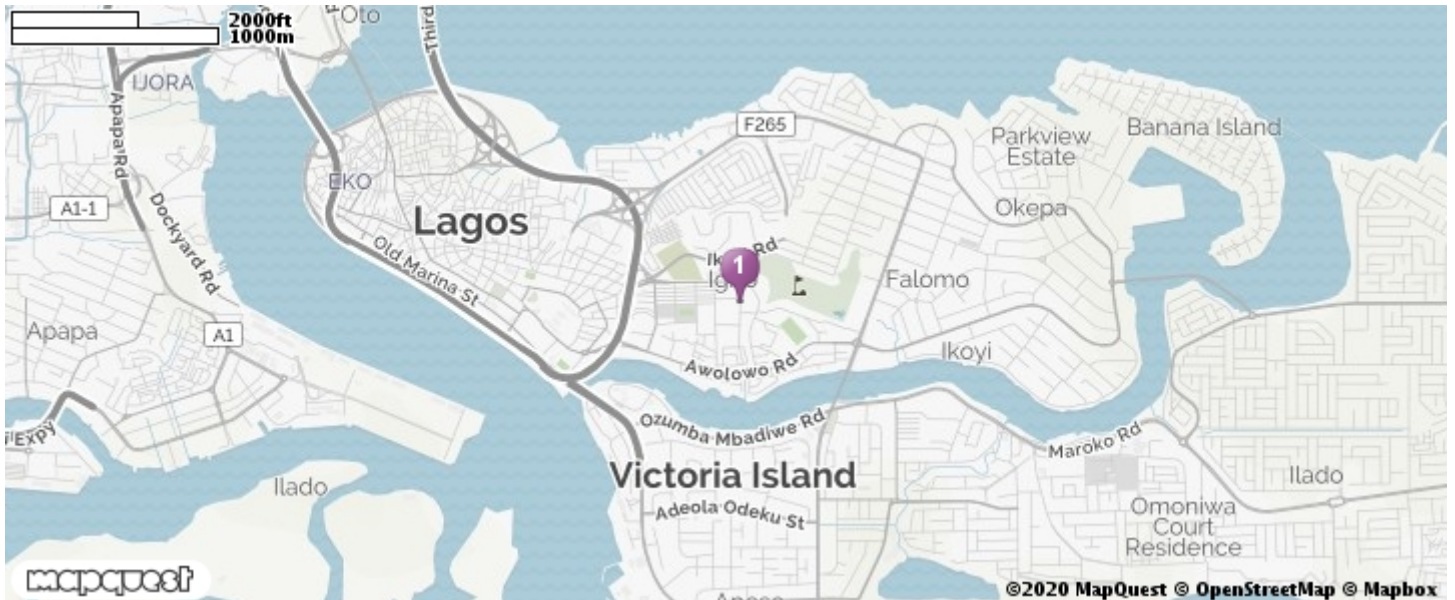 2000ft
1000m
Oto
Third
IJORA
Apapa Rd
F265
Parkview
Estate
Banana Island
EKO
A1-1
Dockyard Rd
Lagos
Okepa
Old Marina St
Rd
1
Falomo
Apapa
A1
Ikoyi
Awolowo Rd
Ozumba Mbadiwe Rd
Expy
Maroko Rd
Victoria Island
Ilado
Ilado
Adeola Odeku St
Omoniwa
Court
Residence
mapquest
©2020 MapQuest © OpenStreetMap © Mapbox